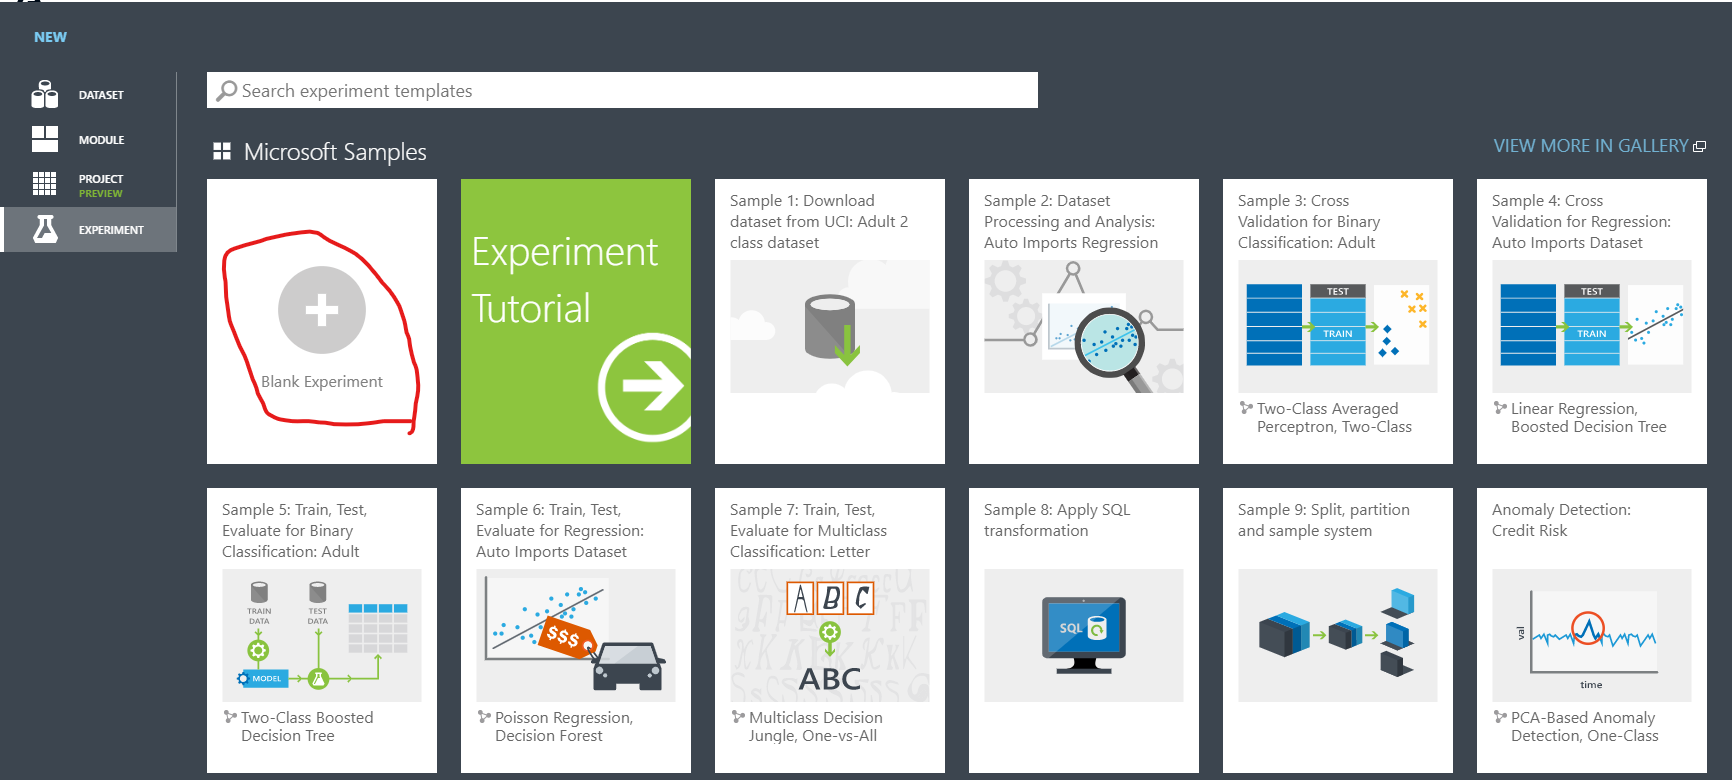 NEW
DATASET
MODULE
PROJECT
PREVIEW
EXPERIMENT
Search experiment templates
Microsoft Samples
VIEW MORE IN GALLERY
Blank Experiment
Experiment
Tutorial
Sample 1: Download
dataset from UCI: Adult 2
class dataset
Sample 2: Dataset
Processing and Analysis:
Auto Imports Regression
Sample 3: Cross
Validation for Binary
Classification: Adult
TEST
TRAIN
Two-Class Averaged
Perceptron, Two-Class
Sample 4: Cross
Validation for Regression:
Auto Imports Dataset
TEST
TRAIN
Linear Regression,
Boosted Decision Tree
Sample 5: Train, Test,
Evaluate for Binary
Classification: Adult
TRAIN
DATA
TEST
DATA
MODEL
Two-Class Boosted
Decision Tree
Sample 6: Train, Test,
Evaluate for Regression:
Auto Imports Dataset
$$$
Poisson Regression,
Decision Forest
Sample 7: Train, Test,
Evaluate for Multiclass
Classification: Letter
A B C
ABC
Multiclass Decision
Jungle, One-vs-All
Sample 8: Apply SQL
transformation
SQL
Sample 9: Split, partition
and sample system
Anomaly Detection:
Credit Risk
val
time
PCA-Based Anomaly
Detection, One-Class